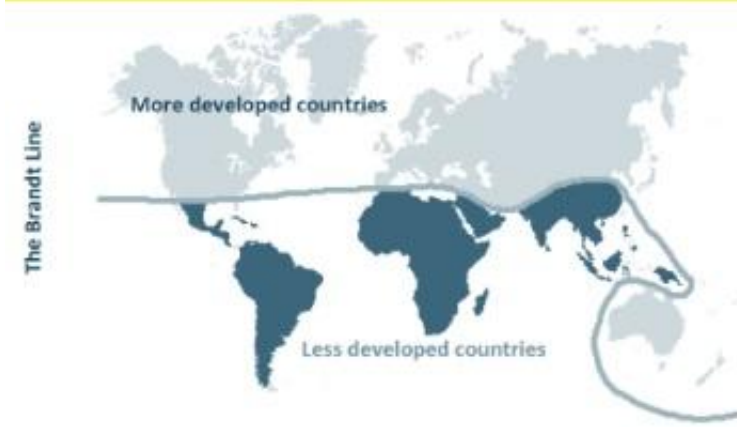 The Brandt Line
More developed countries
Less developed countries